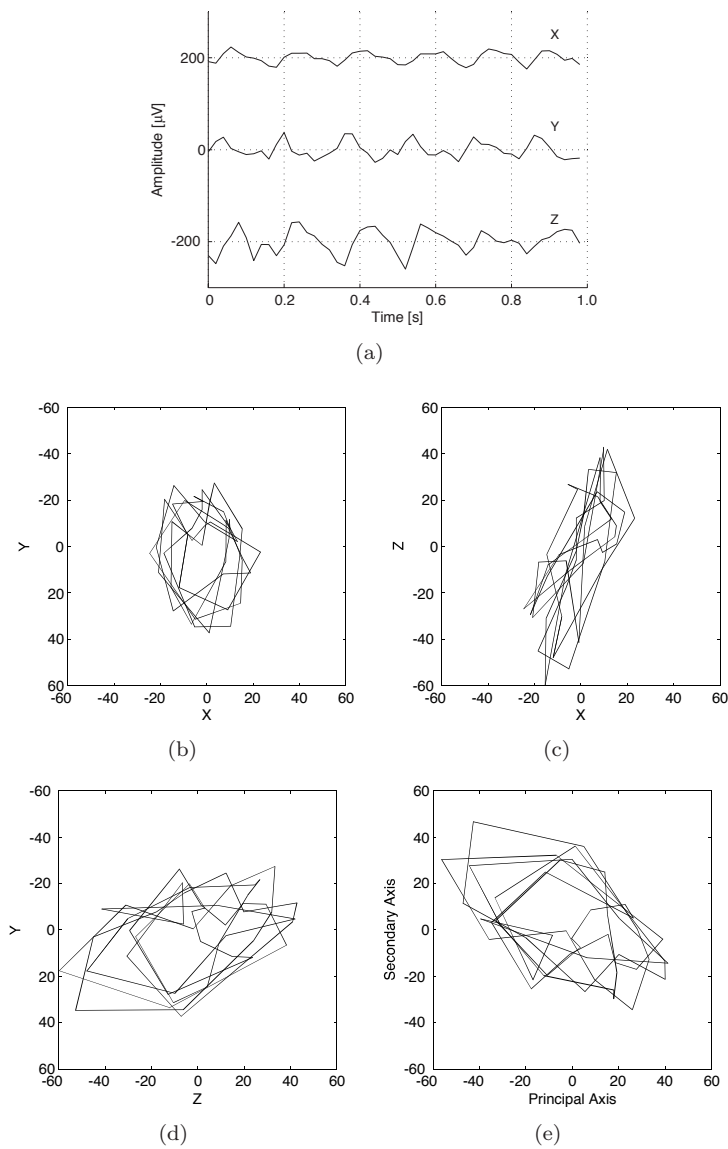 X
200
Y
0
Z
-200
Amplitude [µV]
0 0.2 0.4 0.6 0.8 1.0
Time [s]
(a)
-60
-40
-20
0
20
40
60
Y
-60 -40 -20 0 20 40 60
X
(b)
60
40
20
0
-20
-40
-60
Z
-60 -40 -20 0 20 40 60
X
(c)
-60
-40
-20
0
20
40
60
Y
-60 -40 -20 0 20 40 60
Z
(d)
60
40
20
0
20
-40
-60
Secondary Axis
-60 -40 -20 0 20 40 60
Principal Axis
(e)